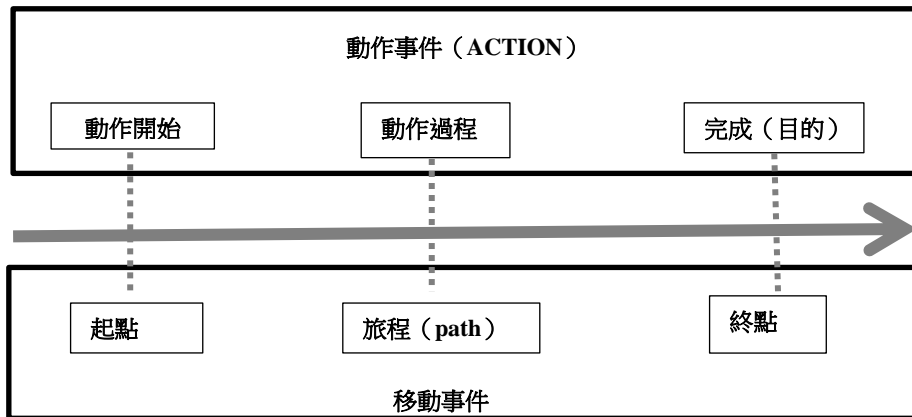 動作事件（ACTION）
動作開始
動作過程
完成（目的）
起點
旅程（path）
終點
移動事件